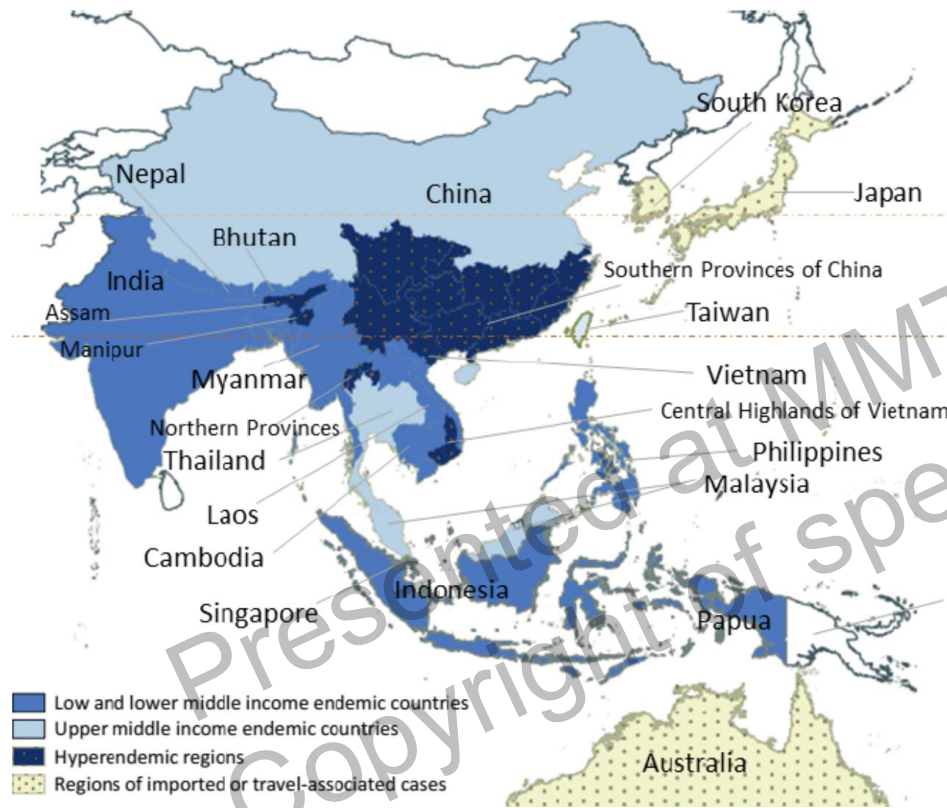 South Korea
Nepal
China
Japan
Bhutan
India
Southern Provinces of China
Assam
Taiwan
Manipur
Myanmar
Vietnam
Northern Provinces
Central Highlands of Vietnam
Thailand
Philippines
Malaysia
Laos
Cambodia
Indonesia
Singapore
Papua
Low and lower middle income endemic countries
Upper middle income endemic countries
Hyperendemic regions
Regions of imported or travel-associated cases
Australia
Presented at MMT
Copyright of spe